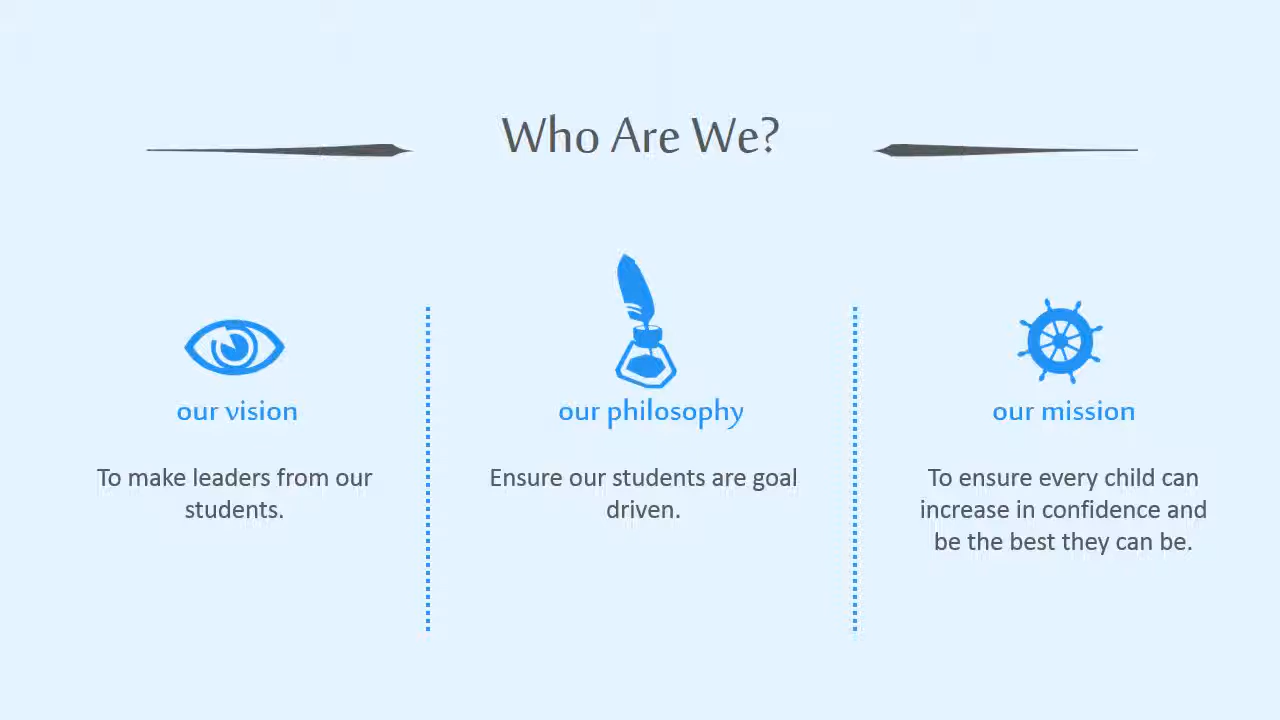 Who Are We?
our vision
To make leaders from our
students.
our philosophy
Ensure our students are goal
driven.
our mission
To ensure every child can
increase in confidence and
be the best they can be.